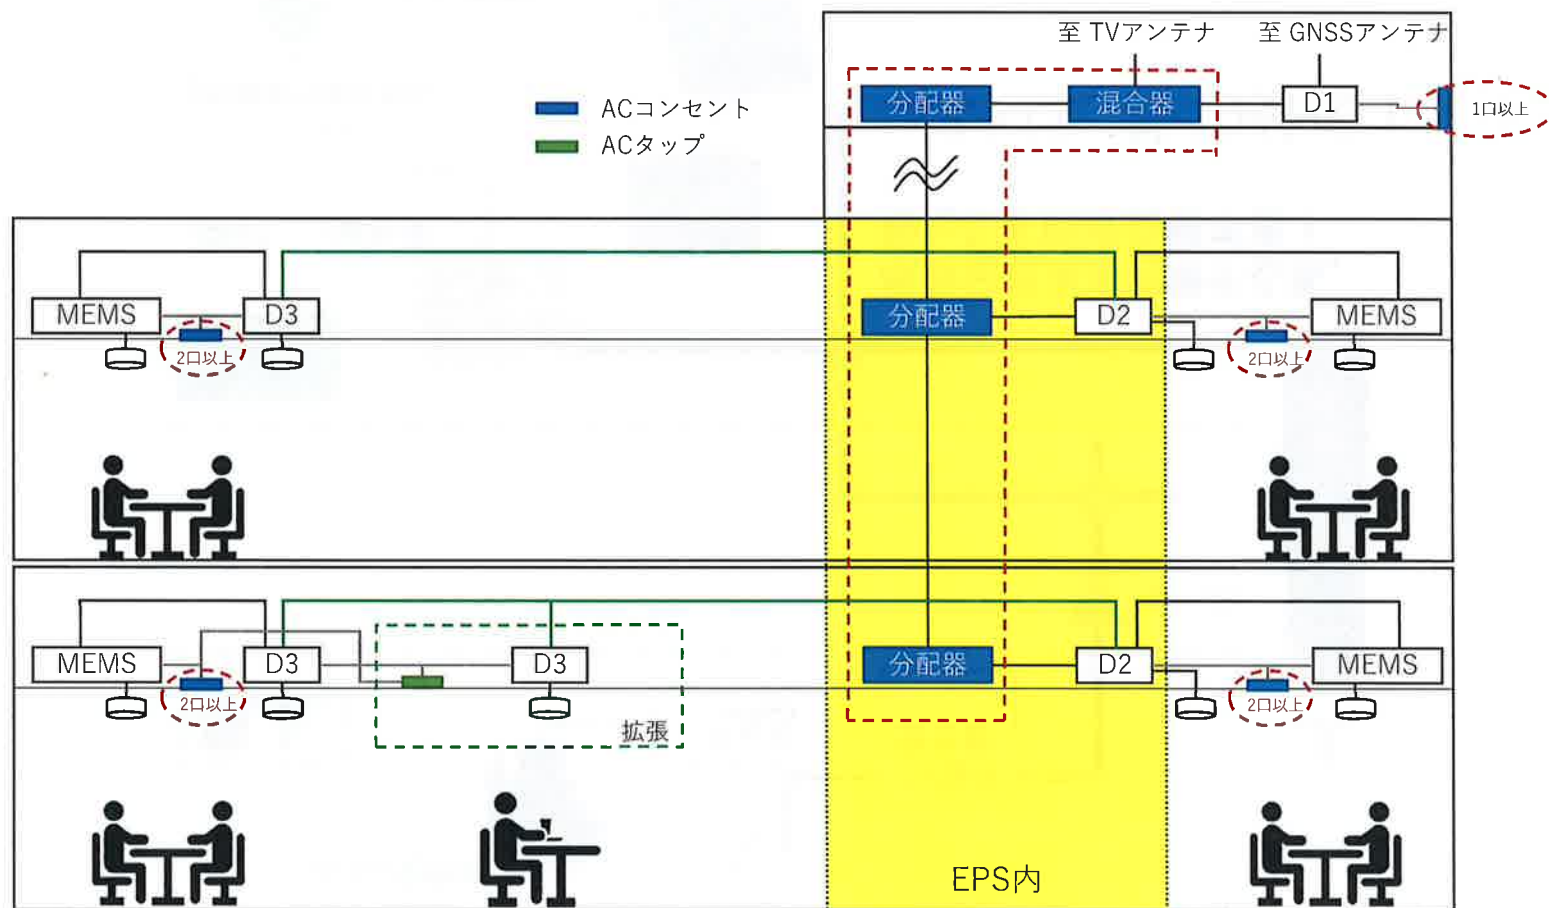 至 TVアンテナ
至 GNSSアンテナ
ACコンセント
ACタップ
分配器
混合器
D1
1口以上
MEMS
D3
分配器
D2
MEMS
2口以上
2口以上
MEMS
D3
D3
分配器
D2
MEMS
2口以上
2口以上
拡張
EPS内